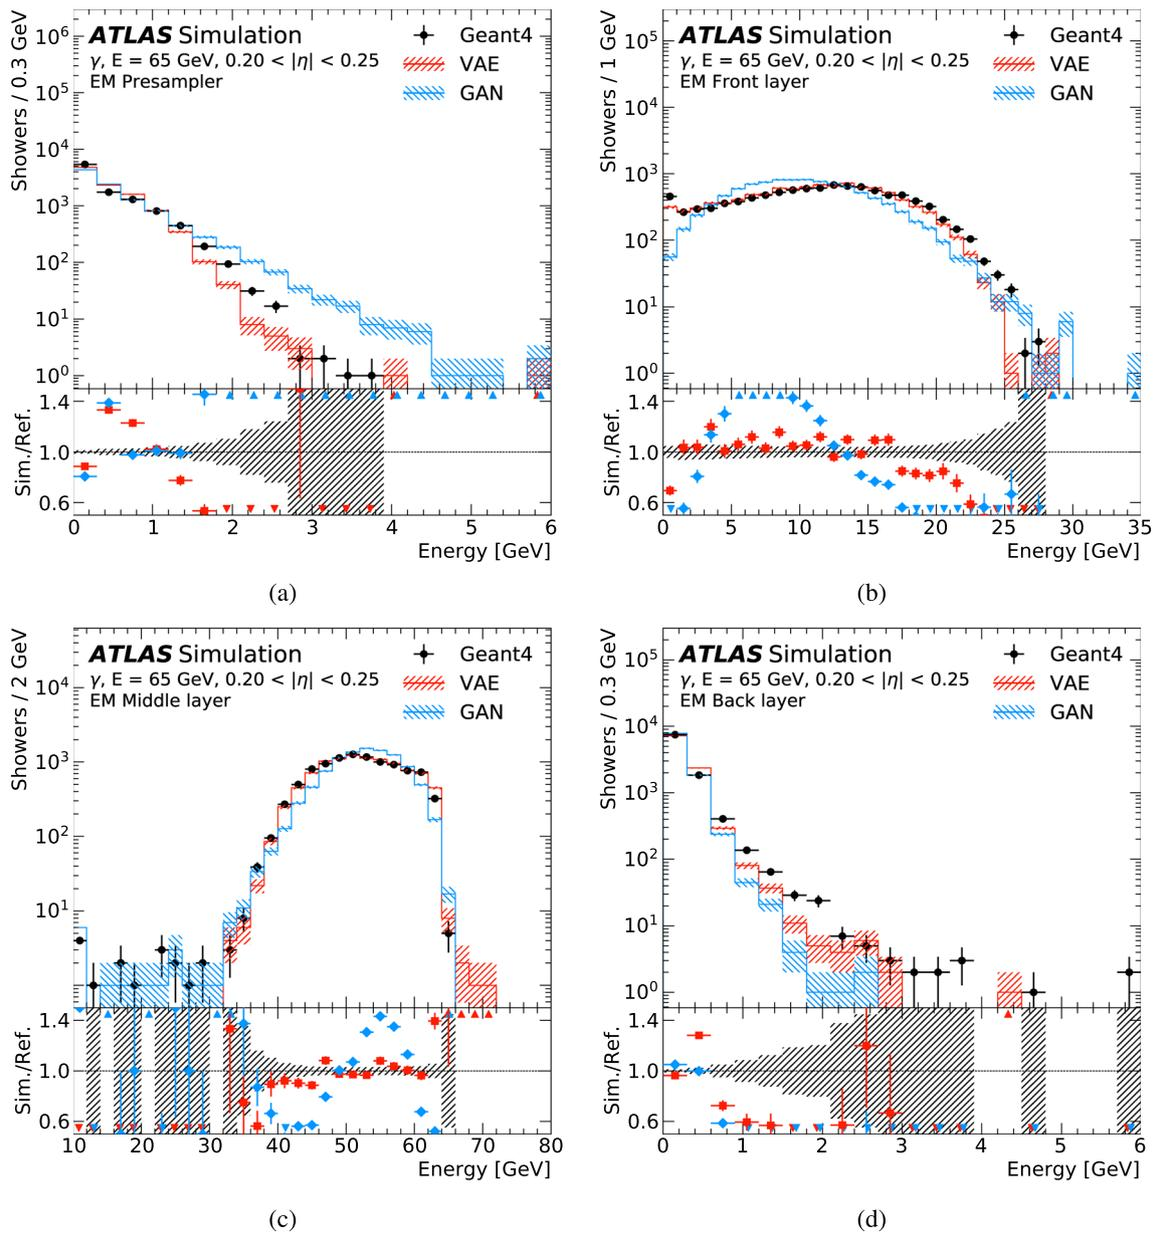 ATLAS Simulation
γ, E = 65 GeV, 0.20 < |η| < 0.25
EM Presampler
Geant4
VAE
GAN
Showers / 0.3 GeV
10⁶
10⁵
10⁴
10³
10²
10¹
10⁰
Sim./Ref.
1.4
1.0
0.6
0 1 2 3 4 5 6
Energy [GeV]
(a)
ATLAS Simulation
γ, E = 65 GeV, 0.20 < |η| < 0.25
EM Front layer
Geant4
VAE
GAN
Showers / 1 GeV
10⁵
10⁴
10³
10²
10¹
10⁰
Sim./Ref.
1.4
1.0
0.6
0 5 10 15 20 25 30 35
Energy [GeV]
(b)
ATLAS Simulation
γ, E = 65 GeV, 0.20 < |η| < 0.25
EM Middle layer
Geant4
VAE
GAN
Showers / 2 GeV
10⁴
10³
10²
10¹
Sim./Ref.
1.4
1.0
0.6
10 20 30 40 50 60 70 80
Energy [GeV]
(c)
ATLAS Simulation
γ, E = 65 GeV, 0.20 < |η| < 0.25
EM Back layer
Geant4
VAE
GAN
Showers / 0.3 GeV
10⁵
10⁴
10³
10²
10¹
10⁰
Sim./Ref.
1.4
1.0
0.6
0 1 2 3 4 5 6
Energy [GeV]
(d)